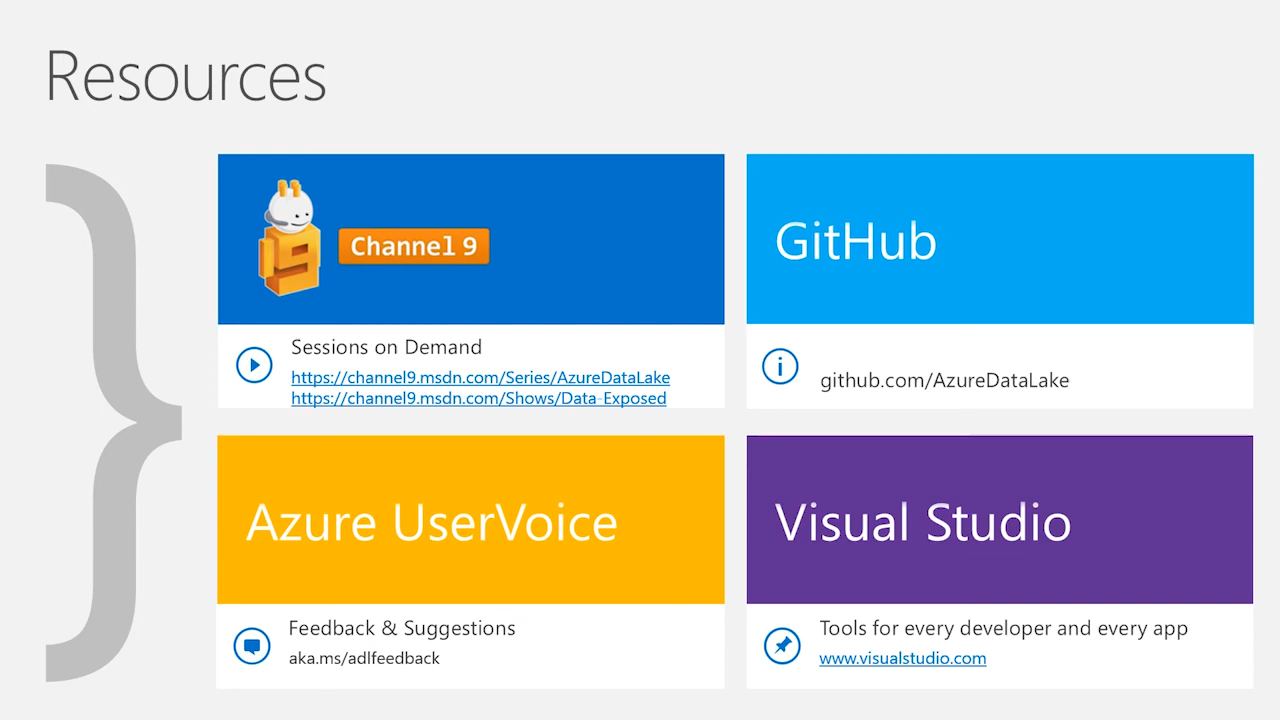 Resources
Channel 9
Sessions on Demand
https://channel9.msdn.com/Series/AzureDataLake
https://channel9.msdn.com/Shows/Data-Exposed
GitHub
github.com/AzureDataLake
Azure UserVoice
Feedback & Suggestions
aka.ms/adlfeedback
Visual Studio
Tools for every developer and every app
www.visualstudio.com